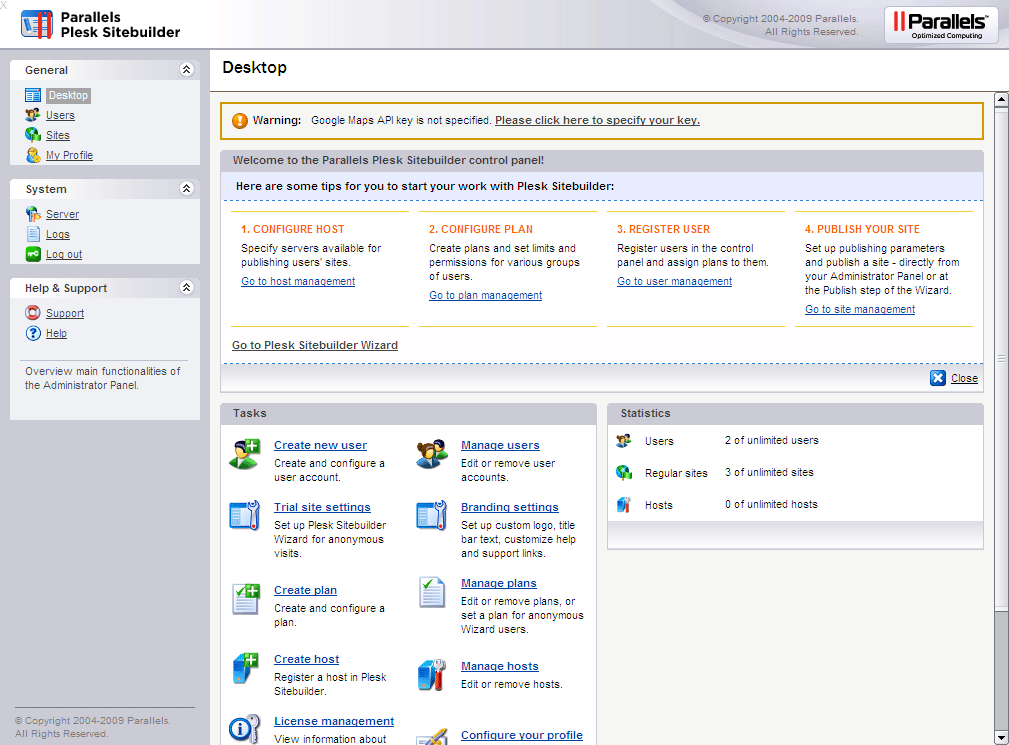 X
Parallels
Plesk Sitebuilder
© Copyright 2004-2009 Parallels.
All Rights Reserved.
Parallels™
Optimized Computing
General
Desktop
Users
Sites
My Profile
System
Server
Logs
Log out
Help & Support
Support
Help
Overview main functionalities of
the Administrator Panel.
© Copyright 2004-2009 Parallels.
All Rights Reserved.
Desktop
Warning: Google Maps API key is not specified. Please click here to specify your key.
Welcome to the Parallels Plesk Sitebuilder control panel!
Here are some tips for you to start your work with Plesk Sitebuilder:
1. CONFIGURE HOST
Specify servers available for
publishing users' sites.
Go to host management
2. CONFIGURE PLAN
Create plans and set limits and
permissions for various groups
of users.
Go to plan management
3. REGISTER USER
Register users in the control
panel and assign plans to them.
Go to user management
4. PUBLISH YOUR SITE
Set up publishing parameters
and publish a site - directly from
your Administrator Panel or at
the Publish step of the Wizard.
Go to site management
Go to Plesk Sitebuilder Wizard
Close
Tasks
Create new user
Create and configure a
user account.
Manage users
Edit or remove user
accounts.
Trial site settings
Set up Plesk Sitebuilder
Wizard for anonymous
visits.
Branding settings
Set up custom logo, title
bar text, customize help
and support links.
Create plan
Create and configure a
plan.
Manage plans
Edit or remove plans, or
set a plan for anonymous
Wizard users.
Create host
Register a host in Plesk
Sitebuilder.
Manage hosts
Edit or remove hosts.
License management
View information about
Configure your profile
Statistics
Users 2 of unlimited users
Regular sites 3 of unlimited sites
Hosts 0 of unlimited hosts